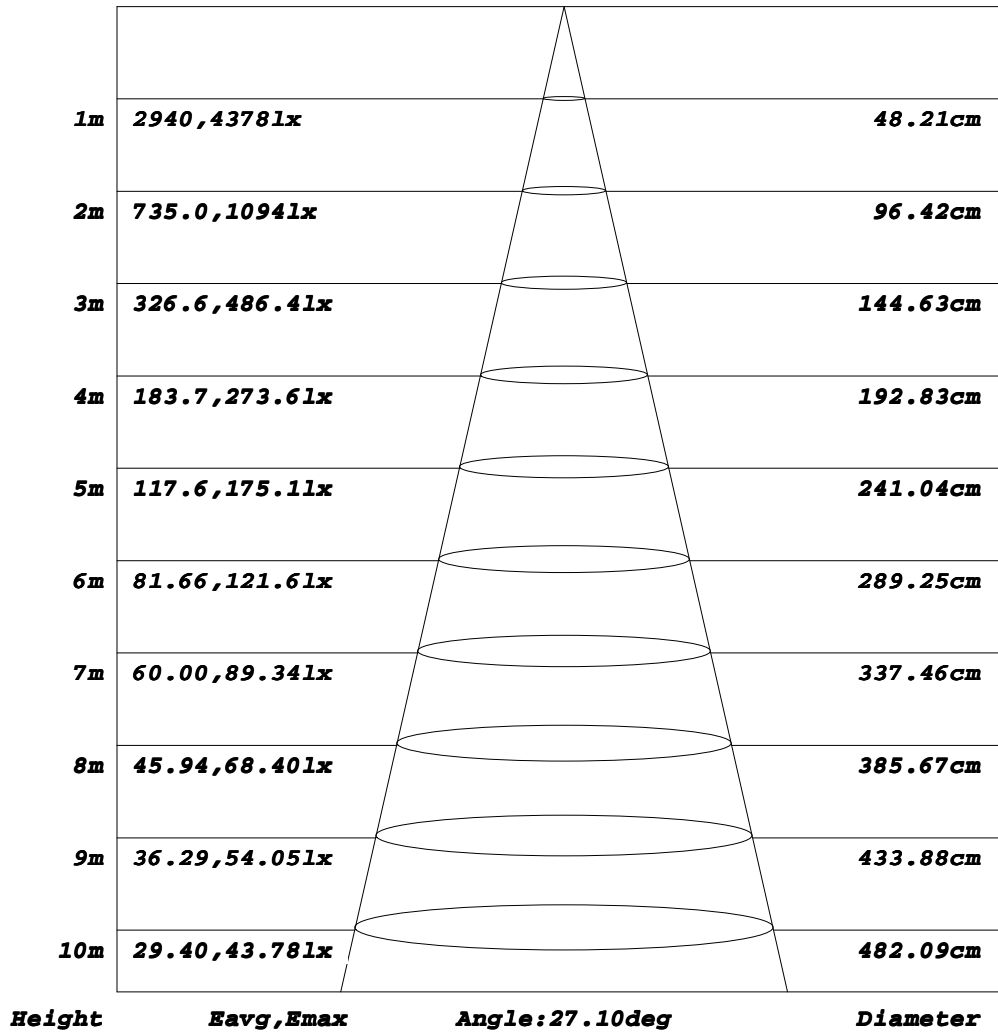 1m 2940,4378lx 48.21cm
2m 735.0,1094lx 96.42cm
3m 326.6,486.4lx 144.63cm
4m 183.7,273.6lx 192.83cm
5m 117.6,175.1lx 241.04cm
6m 81.66,121.6lx 289.25cm
7m 60.00,89.34lx 337.46cm
8m 45.94,68.40lx 385.67cm
9m 36.29,54.05lx 433.88cm
10m 29.40,43.78lx 482.09cm
Height Eavg,Emax Angle:27.10deg Diameter